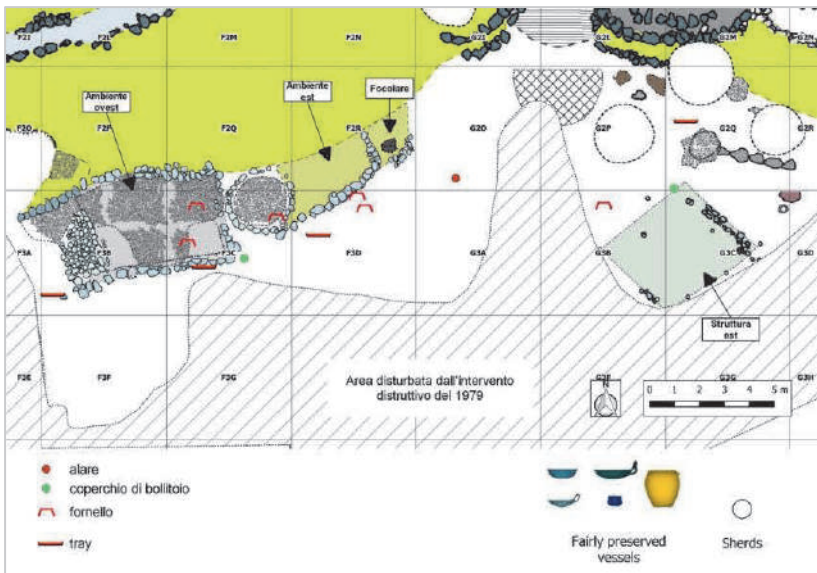 F2I F2L F2M F2N G2I G2L G2M G2N
Ambiente
ovest
Ambiente
est
Focolare
F2O F2P F2Q F2R G2O G2P G2Q G2R
F3A F3B F3C F3D G3A G3B G3C G3D
Struttura
est
F3E F3F F3G G3F G3G G3H
Area disturbata dall'intervento
distruttivo del 1979
N
0 1 2 3 4 5 m
alare
coperchio di bollitoio
fornello
tray
Fairly preserved
vessels
Sherds